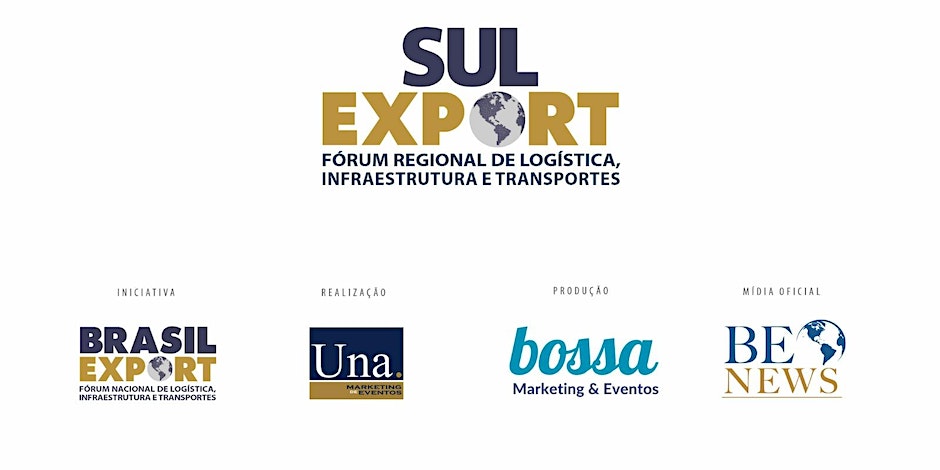 SUL
EXPORT
FÓRUM REGIONAL DE LOGÍSTICA,
INFRAESTRUTURA E TRANSPORTES
INICIATIVA
BRASIL
EXPORT
FÓRUM NACIONAL DE LOGÍSTICA,
INFRAESTRUTURA E TRANSPORTES
REALIZAÇÃO
Una.
MARKETING
DE EVENTOS
PRODUÇÃO
bossa
Marketing & Eventos
MÍDIA OFICIAL
BE
NEWS